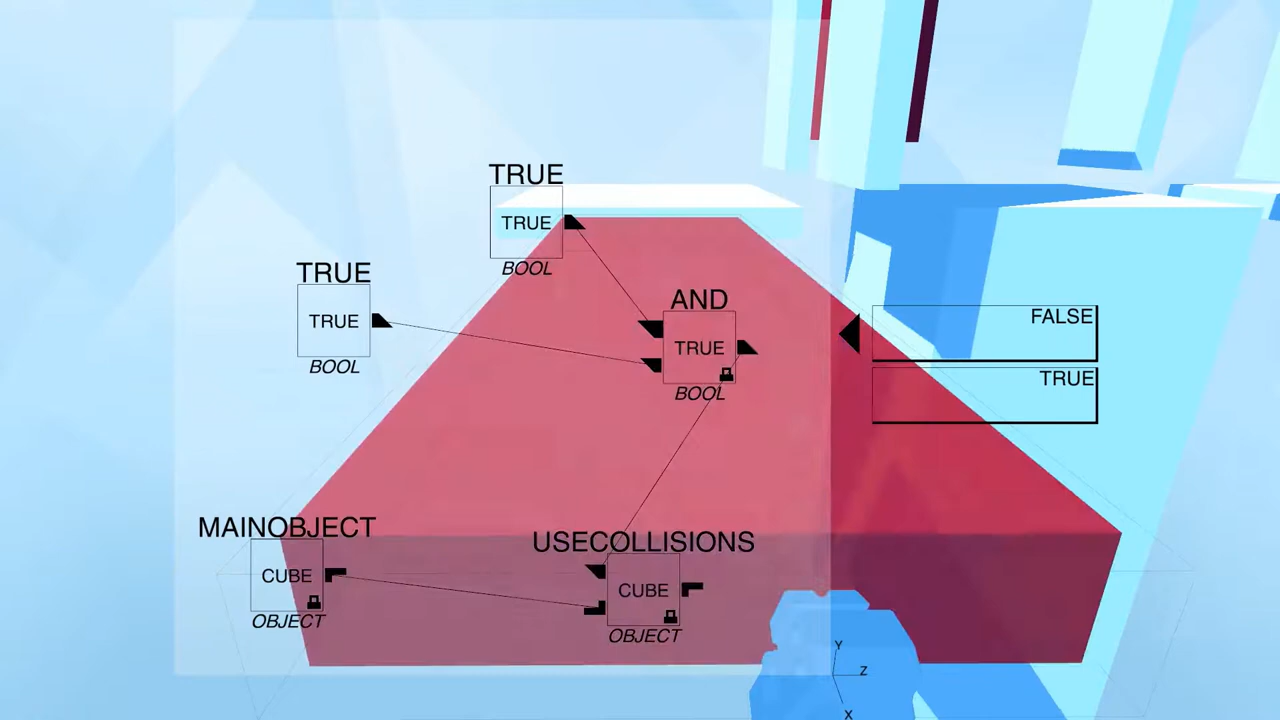 TRUE
TRUE
BOOL
TRUE
TRUE
BOOL
AND
TRUE
BOOL
FALSE
TRUE
MAINOBJECT
CUBE
OBJECT
USECOLLISIONS
CUBE
OBJECT
Y
Z
X